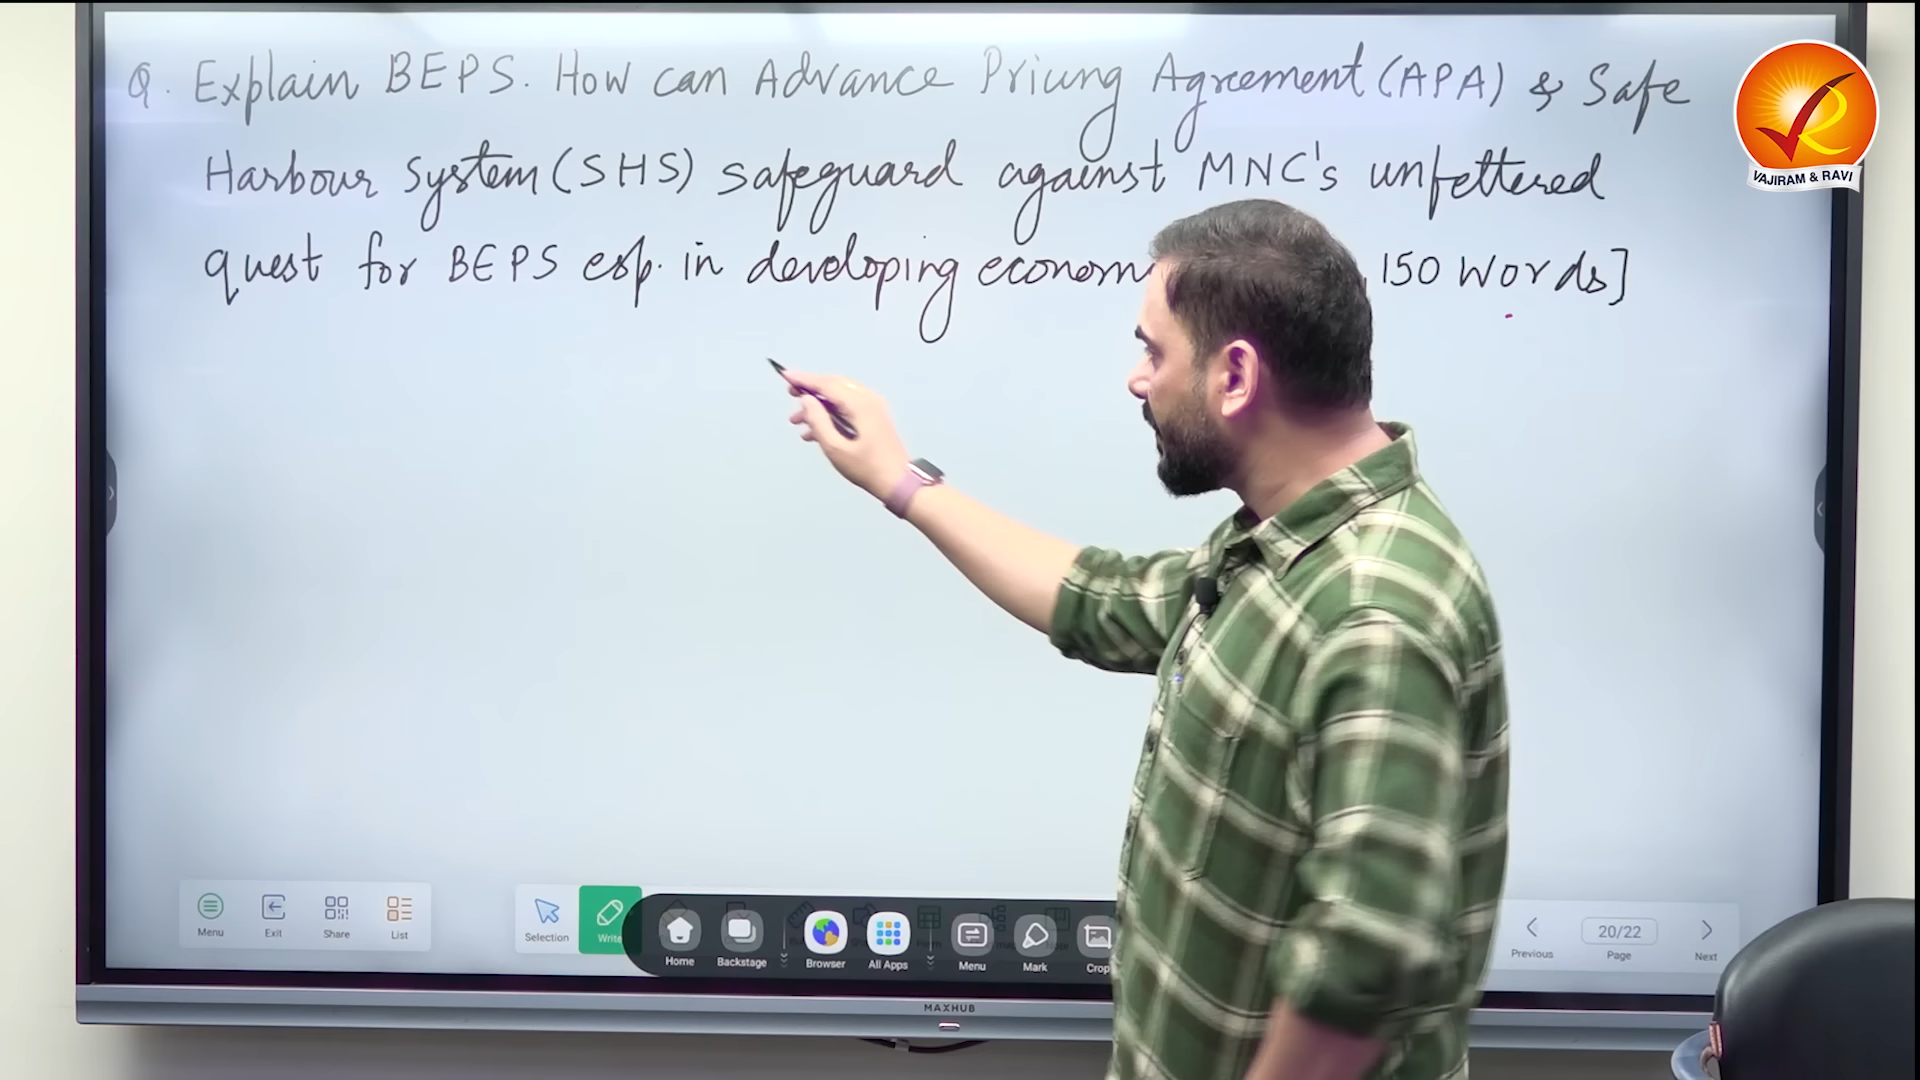 Q. Explain BEPS. How can Advance Pricing Agreement (APA) & Safe
Harbour System (SHS) safeguard against MNC's unfettered
quest for BEPS esp. in developing 150 Words]
VAJIRAM & RAVI
Menu
Exit
Share
List
Selection
Write
Home
Backstage
Browser
All Apps
Menu
Mark
Crop
Previous
20/22
Page
Next
MAXHUB